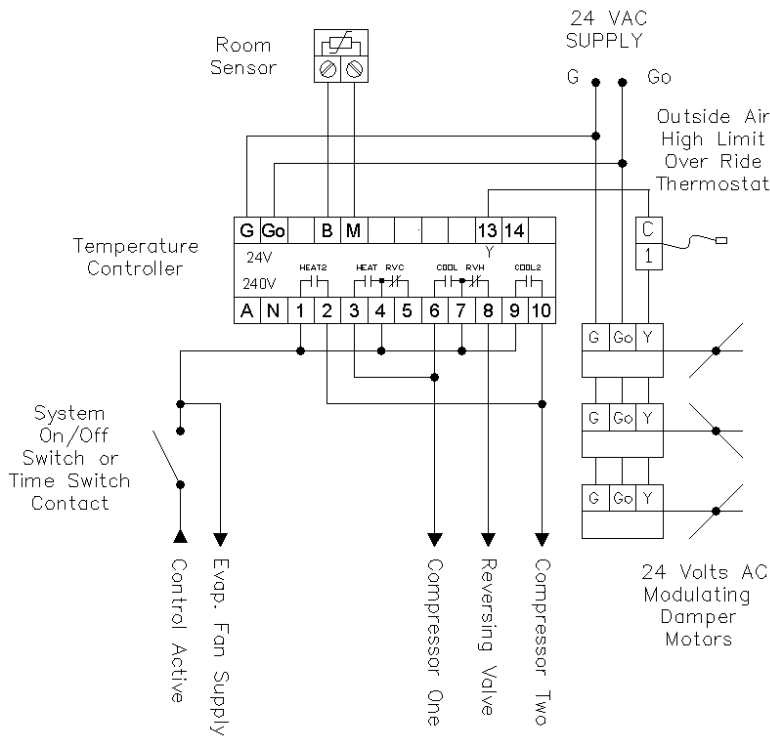 24 VAC
SUPPLY
G Go
Room
Sensor
Outside Air
High Limit
Over Ride
Thermostat
G Go B M 13 14
C
1
Temperature
Controller
24V
Y
240V
HEAT2 HEAT RVC COOL RVH COOL2
A N 1 2 3 4 5 6 7 8 9 10
G Go Y
G Go Y
G Go Y
System
On/Off
Switch or
Time Switch
Contact
24 Volts AC
Modulating
Damper
Motors
Control Active
Evap. Fan Supply
Compressor One
Reversing Valve
Compressor Two